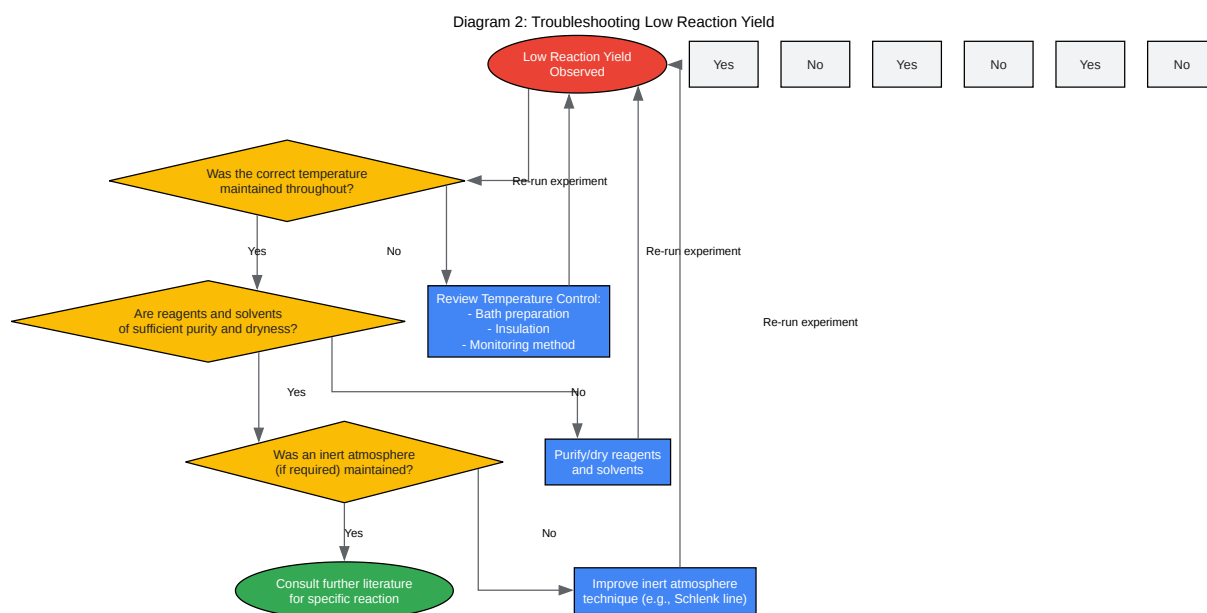 Diagram 2: Troubleshooting Low Reaction Yield
Low Reaction Yield
Observed
Yes
No
Yes
No
Yes
No
Was the correct temperature
maintained throughout?
Re-run experiment
Yes
No
Re-run experiment
Review Temperature Control:
- Bath preparation
- Insulation
- Monitoring method
Are reagents and solvents
of sufficient purity and dryness?
Re-run experiment
Yes
No
Was an inert atmosphere
(if required) maintained?
Purify/dry reagents
and solvents
Yes
No
Consult further literature
for specific reaction
Improve inert atmosphere
technique (e.g., Schlenk line)